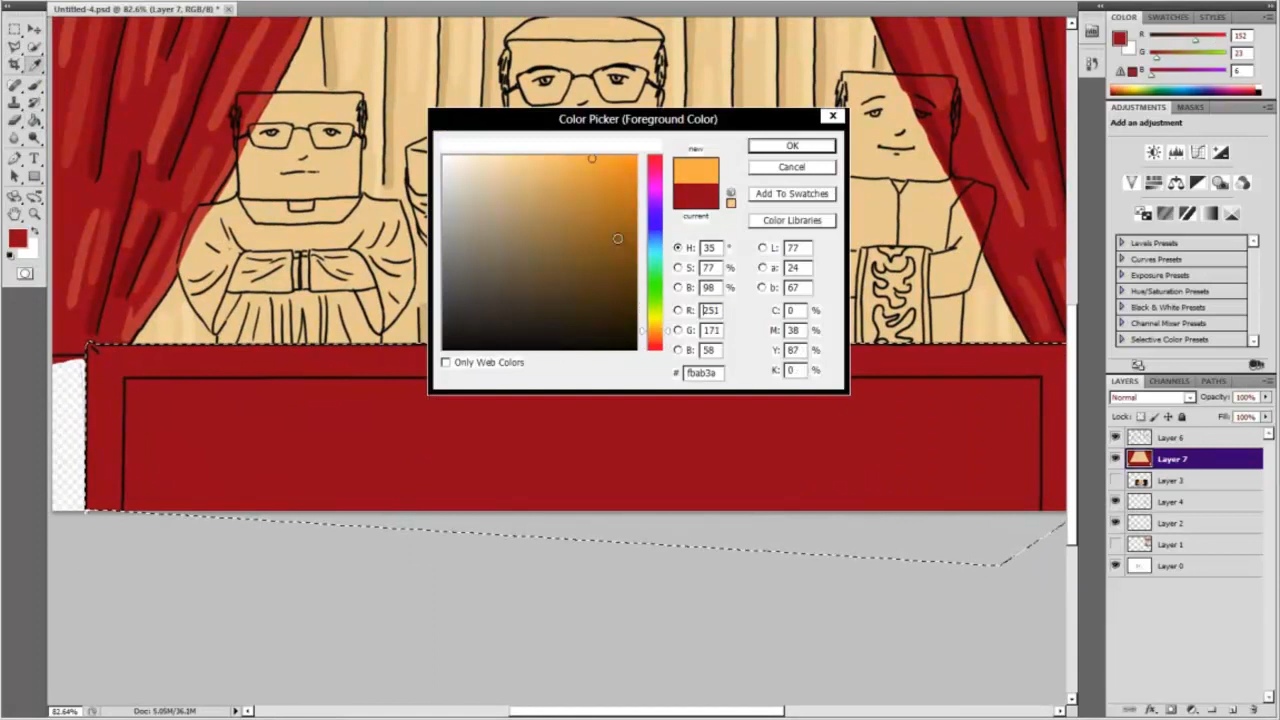 Untitled-4.psd @ 82.6% (Layer 7, RGB/8) * x
COLOR SWATCHES STYLES
R 152
G 23
B 6
ADJUSTMENTS MASKS
Add an adjustment
Levels Presets
Curves Presets
Exposure Presets
Hue/Saturation Presets
Black & White Presets
Channel Mixer Presets
Selective Color Presets
LAYERS CHANNELS PATHS
Normal Opacity: 100%
Lock: Fill: 100%
Layer 6
Layer 7
Layer 3
Layer 4
Layer 2
Layer 1
Layer 0
Color Picker (Foreground Color) X
new
current
OK
Cancel
Add To Swatches
Color Libraries
H: 35 ° L: 77
S: 77 % a: 24
B: 98 % b: 67
R: 251 C: 0 %
G: 171 M: 38 %
B: 58 Y: 87 %
# fbab3a K: 0 %
Only Web Colors
82.64% Doc: 5.05M/36.1M